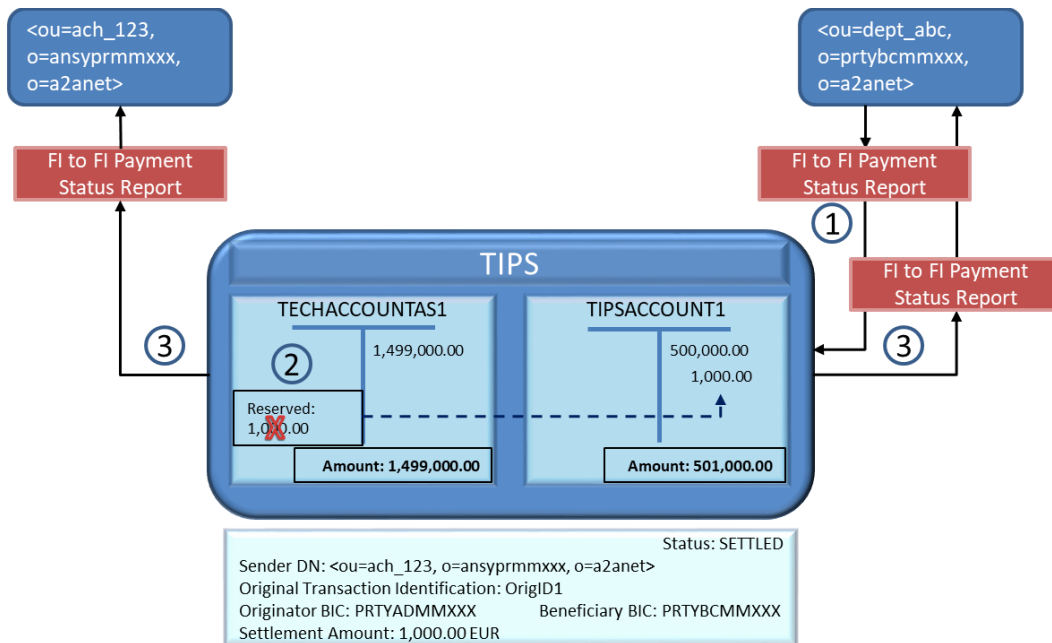 <ou=ach_123,
o=ansyprmmxxx,
o=a2anet>
<ou=dept_abc,
o=prtybcmmxxx,
o=a2anet>
FI to FI Payment
Status Report
FI to FI Payment
Status Report
1
FI to FI Payment
Status Report
3
3
TIPS
TECHACCOUNTAS1
1,499,000.00
2
Reserved:
1,000.00
X
Amount: 1,499,000.00
TIPSACCOUNT1
500,000.00
1,000.00
Amount: 501,000.00
Status: SETTLED
Sender DN: <ou=ach_123, o=ansyprmmxxx, o=a2anet>
Original Transaction Identification: OrigID1
Originator BIC: PRTYADMMXXX Beneficiary BIC: PRTYBCMMXXX
Settlement Amount: 1,000.00 EUR